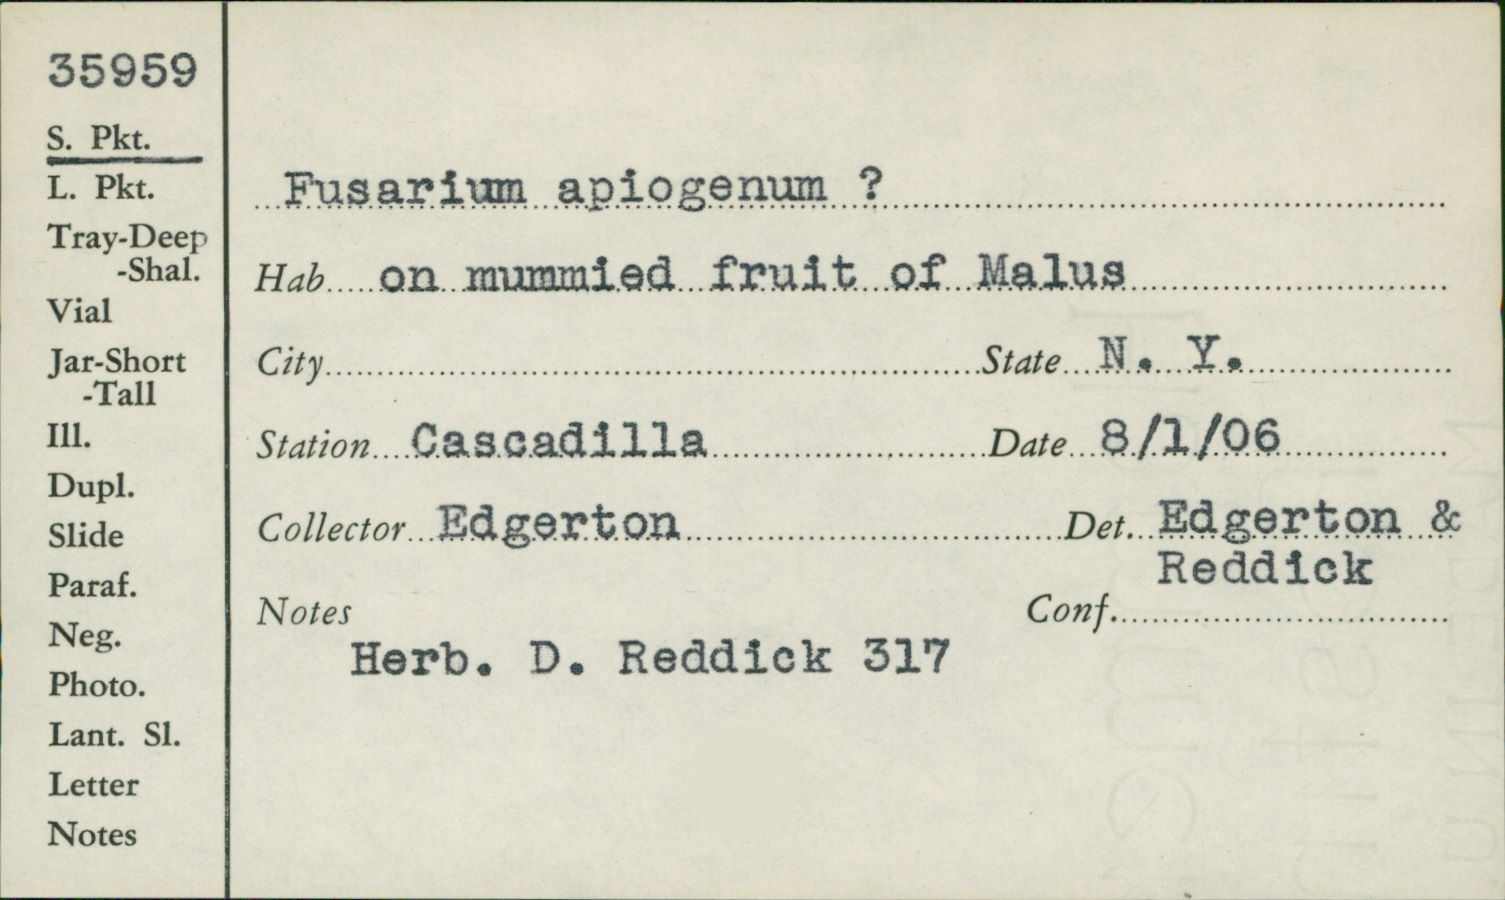 35959
S. Pkt.
L. Pkt.
Tray-Deep
-Shal.
Vial
Jar-Short
-Tall
Ill.
Dupl.
Slide
Paraf.
Neg.
Photo.
Lant. Sl.
Letter
Notes
Fusarium apiogenum ?
Hab on mummied fruit of Malus
City State N. Y.
Station Cascadilla Date 8/1/06
Collector Edgerton Det. Edgerton &
Reddick
Notes Conf.
Herb. D. Reddick 317